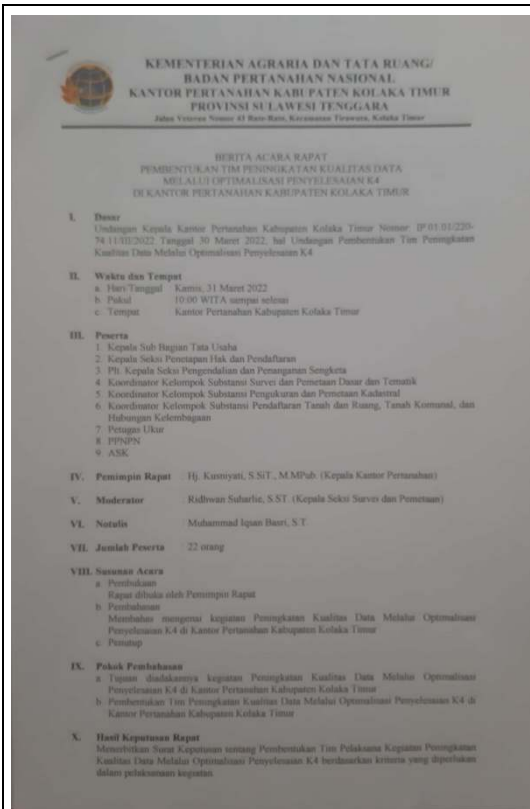 KEMENTERIAN AGRARIA DAN TATA RUANG/
BADAN PERTANAHAN NASIONAL
KANTOR PERTANAHAN KABUPATEN KOLAKA TIMUR
PROVINSI SULAWESI TENGGARA
Jalan Veteran Nomor 43 Rate-Rate, Kecamatan Tirawuta, Kolaka Timur
BERITA ACARA RAPAT
PEMBENTUKAN TIM PENINGKATAN KUALITAS DATA
MELALUI OPTIMALISASI PENYELESAIAN K4
DI KANTOR PERTANAHAN KABUPATEN KOLAKA TIMUR
I. Dasar
Undangan Kepala Kantor Pertanahan Kabupaten Kolaka Timur Nomor: IP.01.01/220-
74.11/III/2022 Tanggal 30 Maret 2022, hal Undangan Pembentukan Tim Peningkatan
Kualitas Data Melalui Optimalisasi Penyelesaian K4
II. Waktu dan Tempat
a. Hari/Tanggal Kamis, 31 Maret 2022
b. Pukul 10:00 WITA sampai selesai
c. Tempat Kantor Pertanahan Kabupaten Kolaka Timur
III. Peserta
1. Kepala Sub Bagian Tata Usaha
2. Kepala Seksi Penetapan Hak dan Pendaftaran
3. Plt. Kepala Seksi Pengendalian dan Penanganan Sengketa
4. Koordinator Kelompok Substansi Survei dan Pemetaan Dasar dan Tematik
5. Koordinator Kelompok Substansi Pengukuran dan Pemetaan Kadastral
6. Koordinator Kelompok Substansi Pendaftaran Tanah dan Ruang, Tanah Komunal, dan
Hubungan Kelembagaan
7. Petugas Ukur
8. PPNPN
9. ASK
IV. Pemimpin Rapat Hj. Kusniyati, S.SiT., M.MPub. (Kepala Kantor Pertanahan)
V. Moderator Ridhwan Suharlie, S.ST. (Kepala Seksi Survei dan Pemetaan)
VI. Notulis Muhammad Iqsan Basri, S.T.
VII. Jumlah Peserta 22 orang
VIII. Susunan Acara
a. Pembukaan
Rapat dibuka oleh Pemimpin Rapat
b. Pembahasan
Membahas mengenai kegiatan Peningkatan Kualitas Data Melalui Optimalisasi
Penyelesaian K4 di Kantor Pertanahan Kabupaten Kolaka Timur
c. Penutup
IX. Pokok Pembahasan
a. Tujuan diadakannya kegiatan Peningkatan Kualitas Data Melalui Optimalisasi
Penyelesaian K4 di Kantor Pertanahan Kabupaten Kolaka Timur
b. Pembentukan Tim Peningkatan Kualitas Data Melalui Optimalisasi Penyelesaian K4 di
Kantor Pertanahan Kabupaten Kolaka Timur
X. Hasil Keputusan Rapat
Menerbitkan Surat Keputusan tentang Pembentukan Tim Pelaksana Kegiatan Peningkatan
Kualitas Data Melalui Optimalisasi Penyelesaian K4 berdasarkan kriteria yang diperlukan
dalam pelaksanaan kegiatan